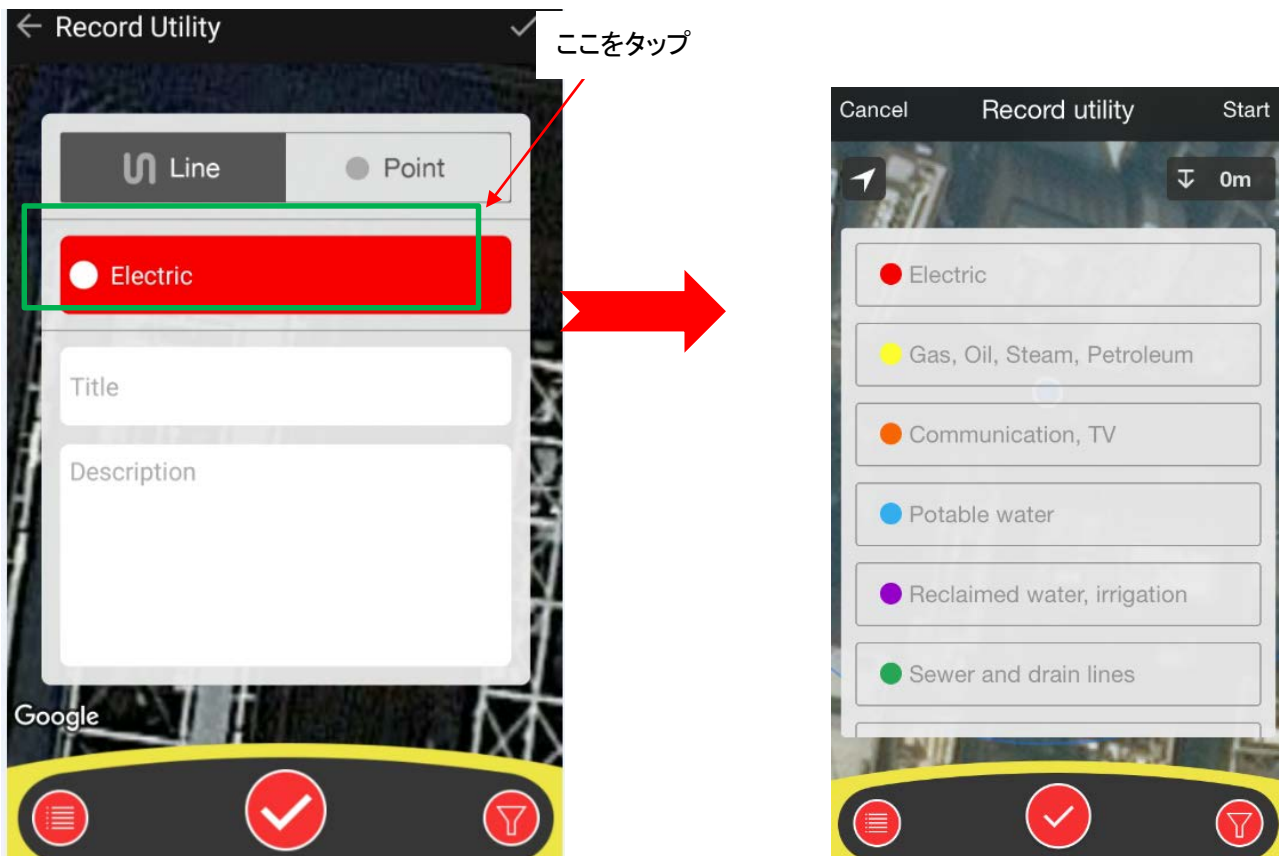 Record Utility
ここをタップ
Line
Point
Electric
Title
Description
Google
Cancel Record utility Start
0m
Electric
Gas, Oil, Steam, Petroleum
Communication, TV
Potable water
Reclaimed water, irrigation
Sewer and drain lines